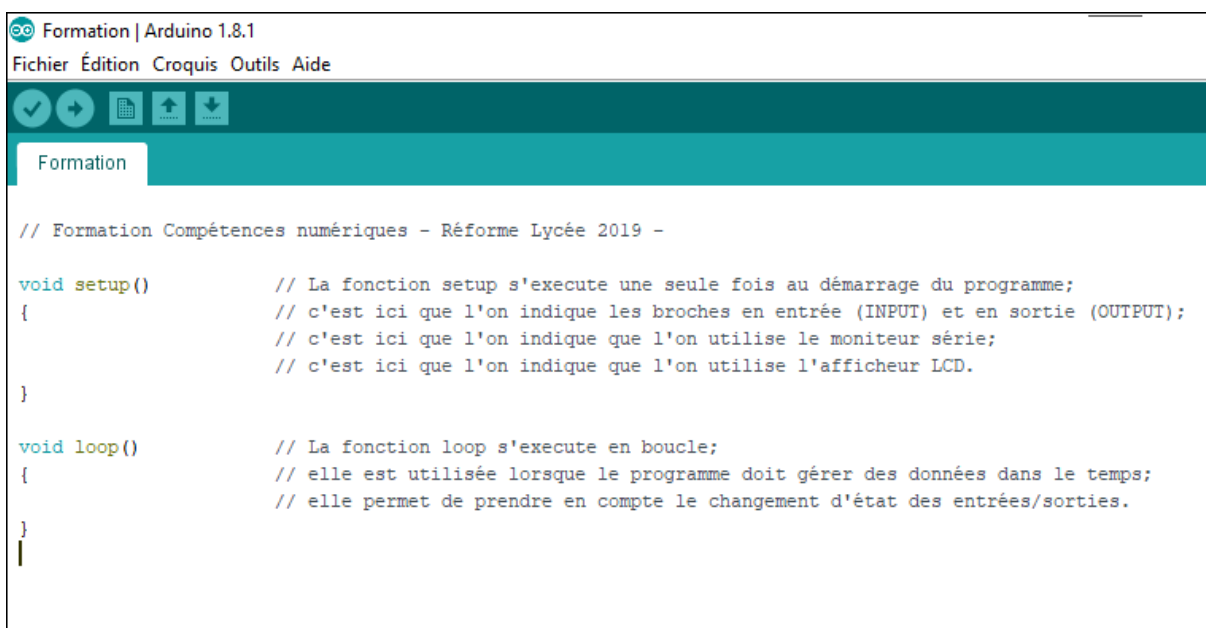 Formation | Arduino 1.8.1
Fichier Édition Croquis Outils Aide
Formation
// Formation Compétences numériques - Réforme Lycée 2019 -
void setup() // La fonction setup s'execute une seule fois au démarrage du programme;
{ // c'est ici que l'on indique les broches en entrée (INPUT) et en sortie (OUTPUT);
// c'est ici que l'on indique que l'on utilise le moniteur série;
// c'est ici que l'on indique que l'on utilise l'afficheur LCD.
}
void loop() // La fonction loop s'execute en boucle;
{ // elle est utilisée lorsque le programme doit gérer des données dans le temps;
// elle permet de prendre en compte le changement d'état des entrées/sorties.
}